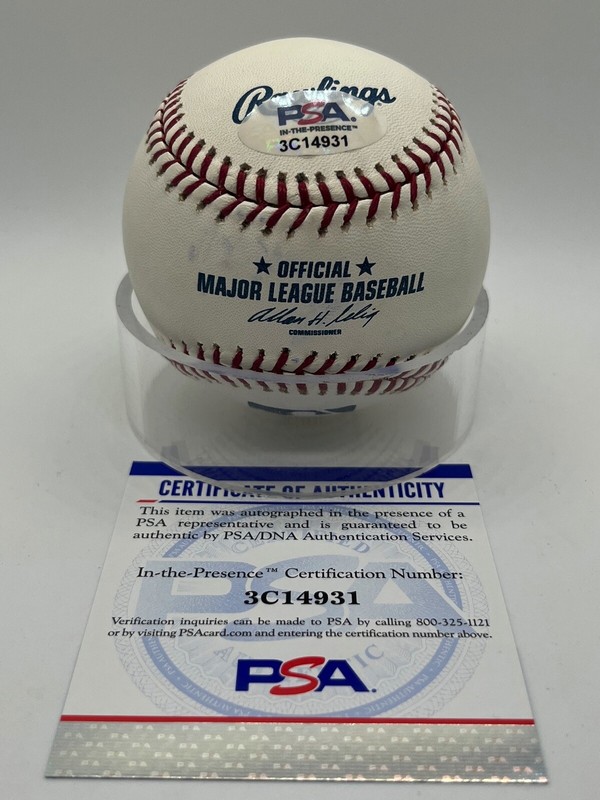 Rawlings
PSA.
IN-THE-PRESENCE™
3C14931
★ OFFICIAL ★
MAJOR LEAGUE BASEBALL
Allan H. Selig
COMMISSIONER
CERTIFICATE OF AUTHENTICITY
This item was autographed in the presence of a
PSA representative and is guaranteed to be
authentic by PSA/DNA Authentication Services.
In-the-Presence™ Certification Number:
3C14931
Verification inquiries can be made to PSA by calling 800-325-1121
or by visiting PSAcard.com and entering the certification number above.
PSA.